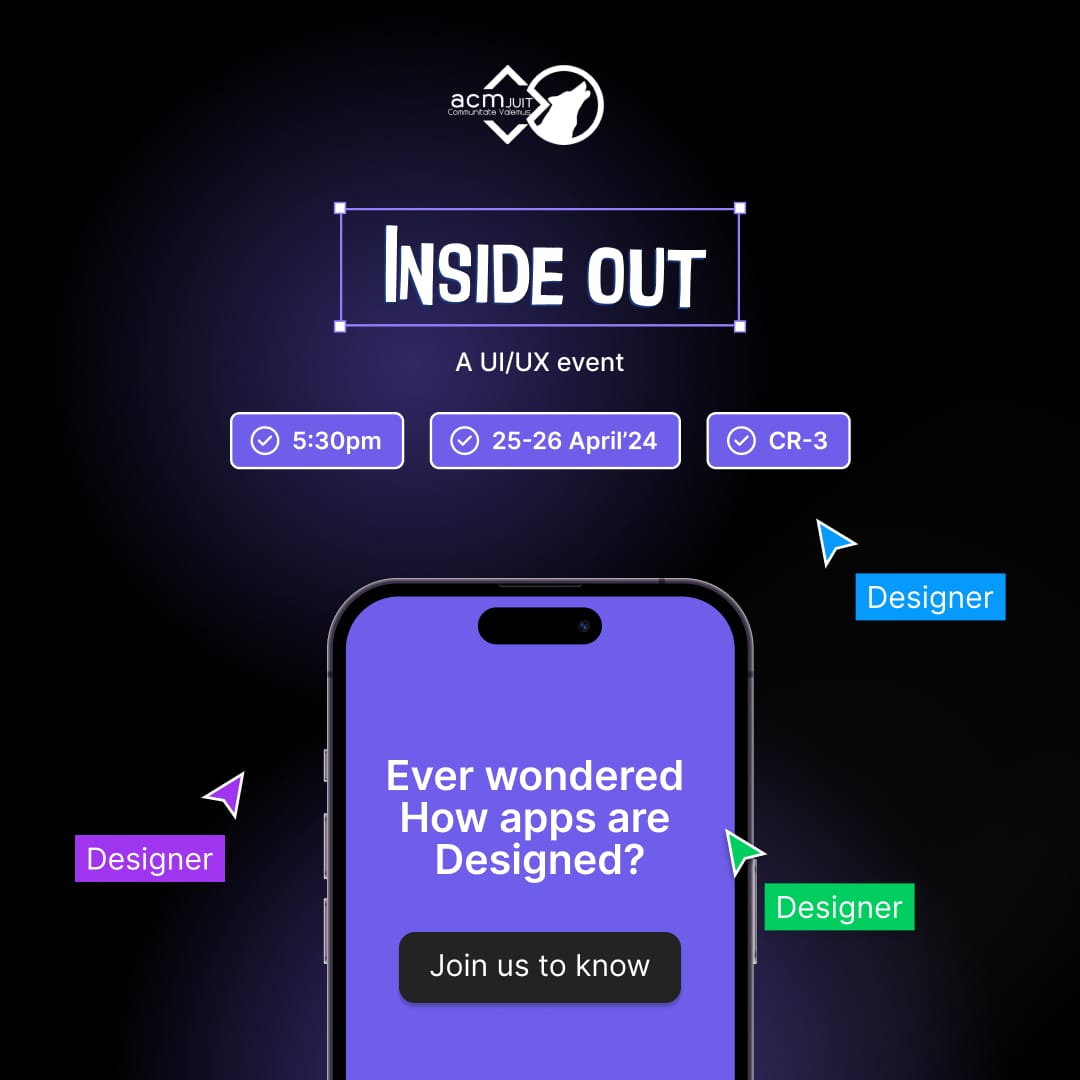 acm JUIT
Communitate Valemus
INSIDE OUT
A UI/UX event
5:30pm
25-26 April’24
CR-3
Designer
Ever wondered
How apps are
Designed?
Designer
Designer
Join us to know